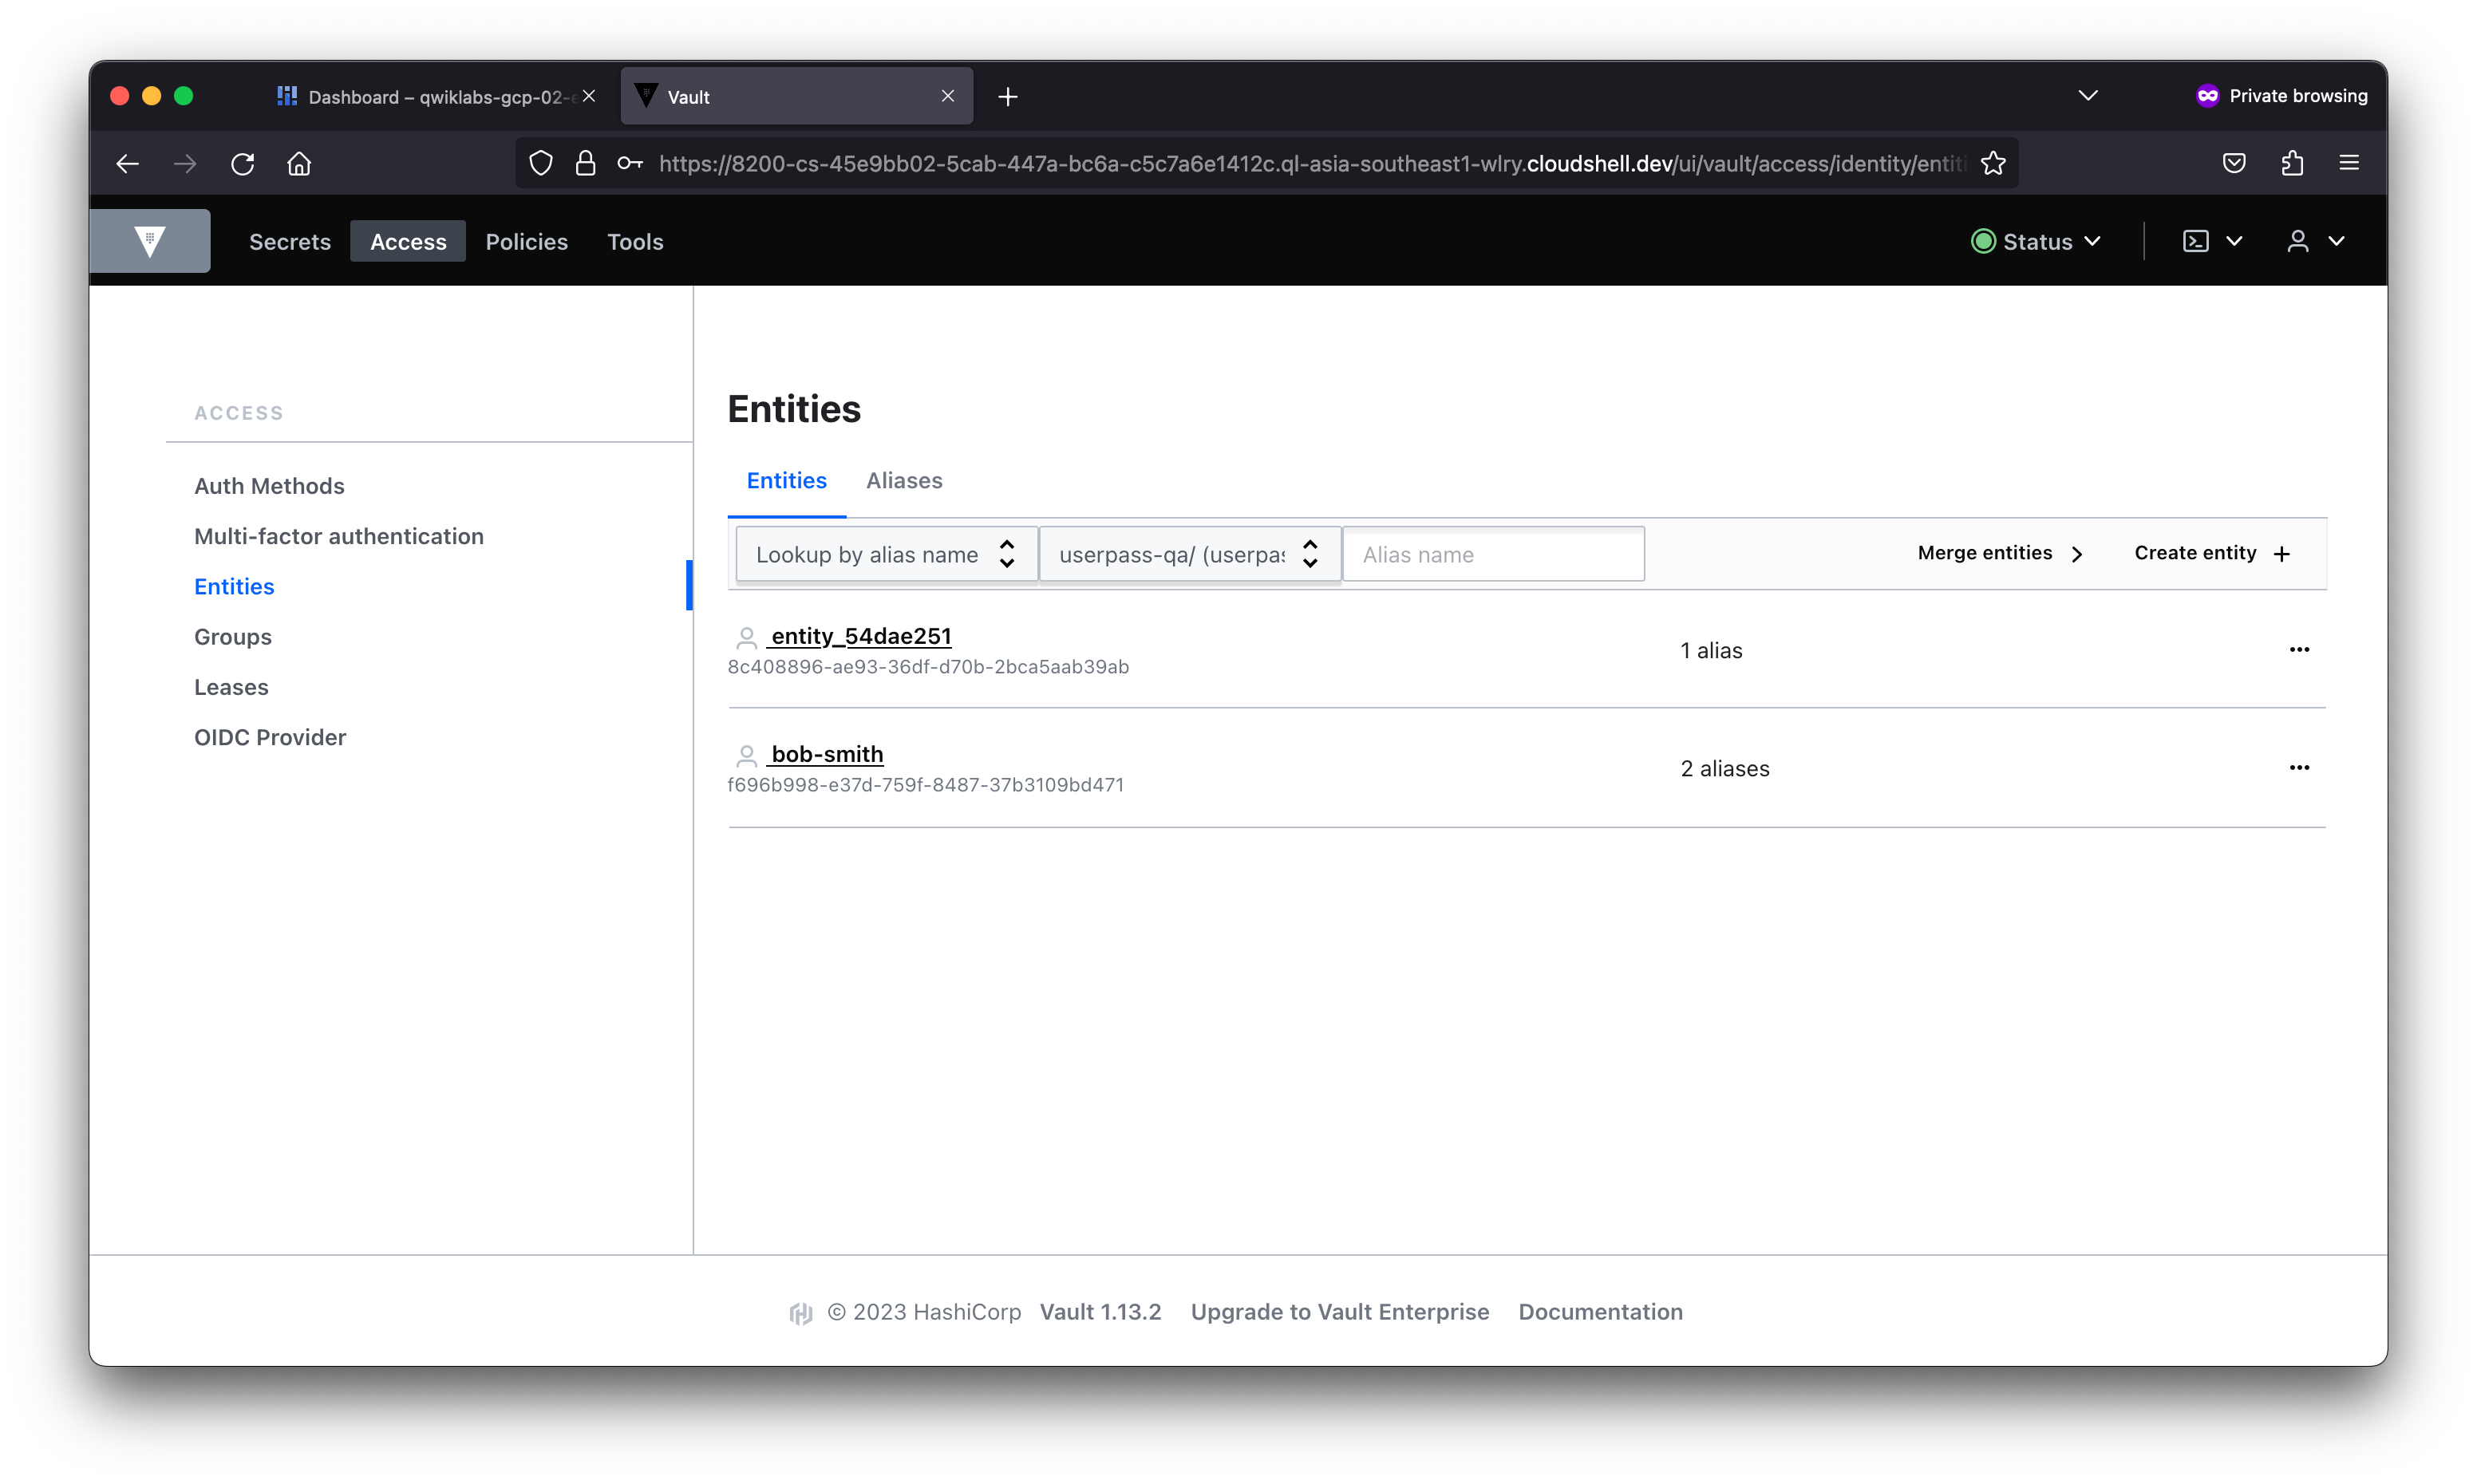 Dashboard – qwiklabs-gcp-02-
Vault
Private browsing
https://8200-cs-45e9bb02-5cab-447a-bc6a-c5c7a6e1412c.ql-asia-southeast1-wlry.cloudshell.dev/ui/vault/access/identity/entiti
Secrets Access Policies Tools
Status
ACCESS
Auth Methods
Multi-factor authentication
Entities
Groups
Leases
OIDC Provider
Entities
Entities Aliases
Lookup by alias name userpass-qa/ (userpas Alias name Merge entities Create entity
entity_54dae251
8c408896-ae93-36df-d70b-2bca5aab39ab
1 alias
bob-smith
f696b998-e37d-759f-8487-37b3109bd471
2 aliases
© 2023 HashiCorp Vault 1.13.2 Upgrade to Vault Enterprise Documentation